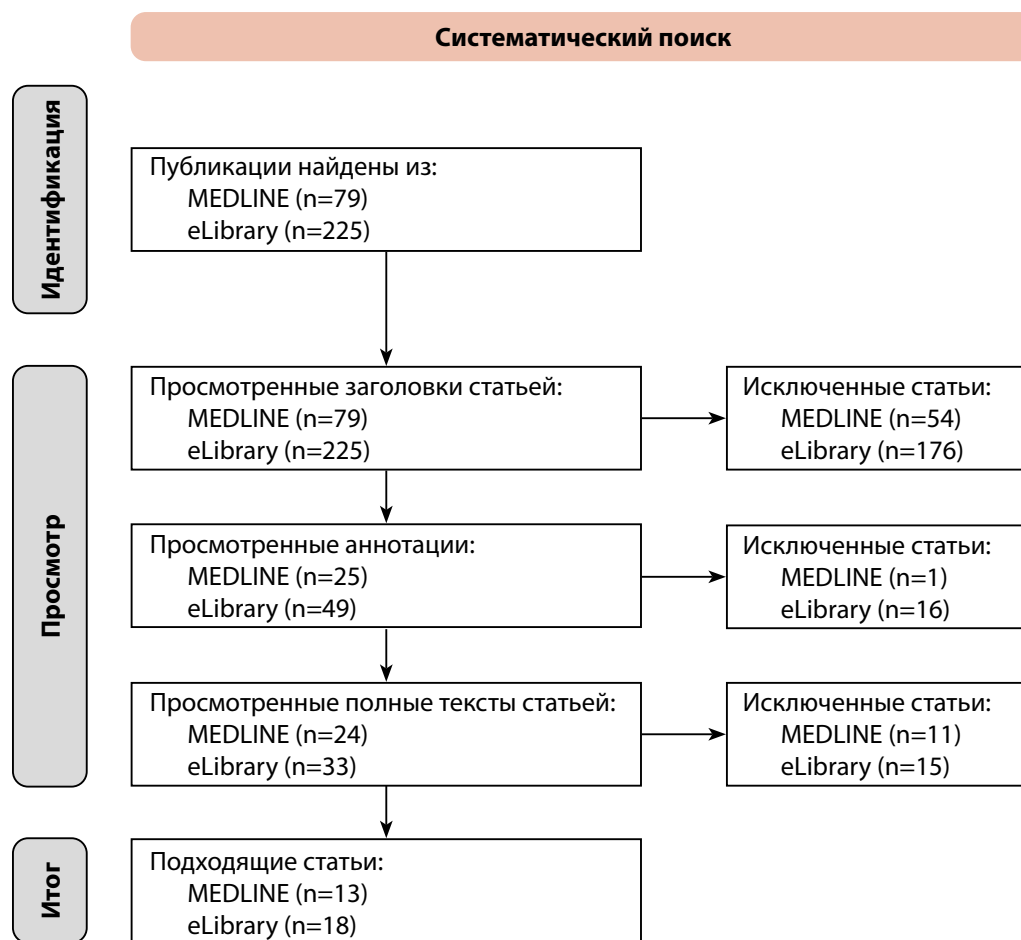 Систематический поиск
Идентификация
Публикации найдены из:
MEDLINE (n=79)
eLibrary (n=225)
Просмотр
Просмотренные заголовки статьей:
MEDLINE (n=79)
eLibrary (n=225)
Исключенные статьи:
MEDLINE (n=54)
eLibrary (n=176)
Просмотренные аннотации:
MEDLINE (n=25)
eLibrary (n=49)
Исключенные статьи:
MEDLINE (n=1)
eLibrary (n=16)
Просмотренные полные тексты статьей:
MEDLINE (n=24)
eLibrary (n=33)
Исключенные статьи:
MEDLINE (n=11)
eLibrary (n=15)
Итог
Подходящие статьи:
MEDLINE (n=13)
eLibrary (n=18)